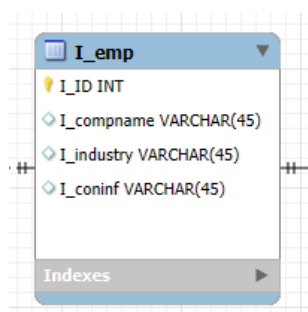 I_emp
I_ID INT
I_compname VARCHAR(45)
I_industry VARCHAR(45)
I_coninf VARCHAR(45)
Indexes